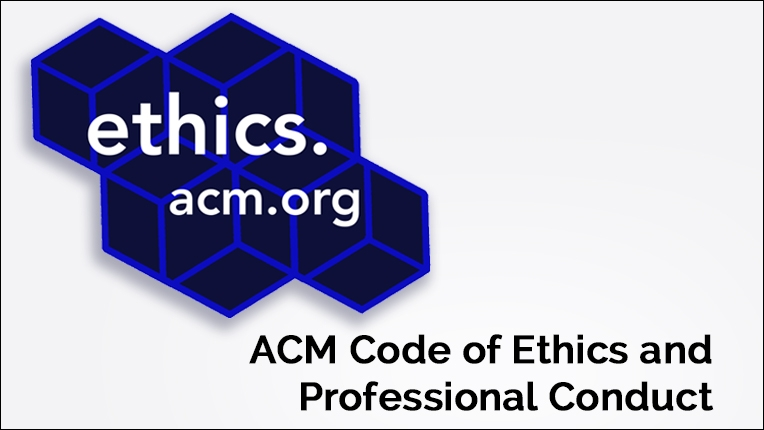 ethics.
acm.org
ACM Code of Ethics and
Professional Conduct